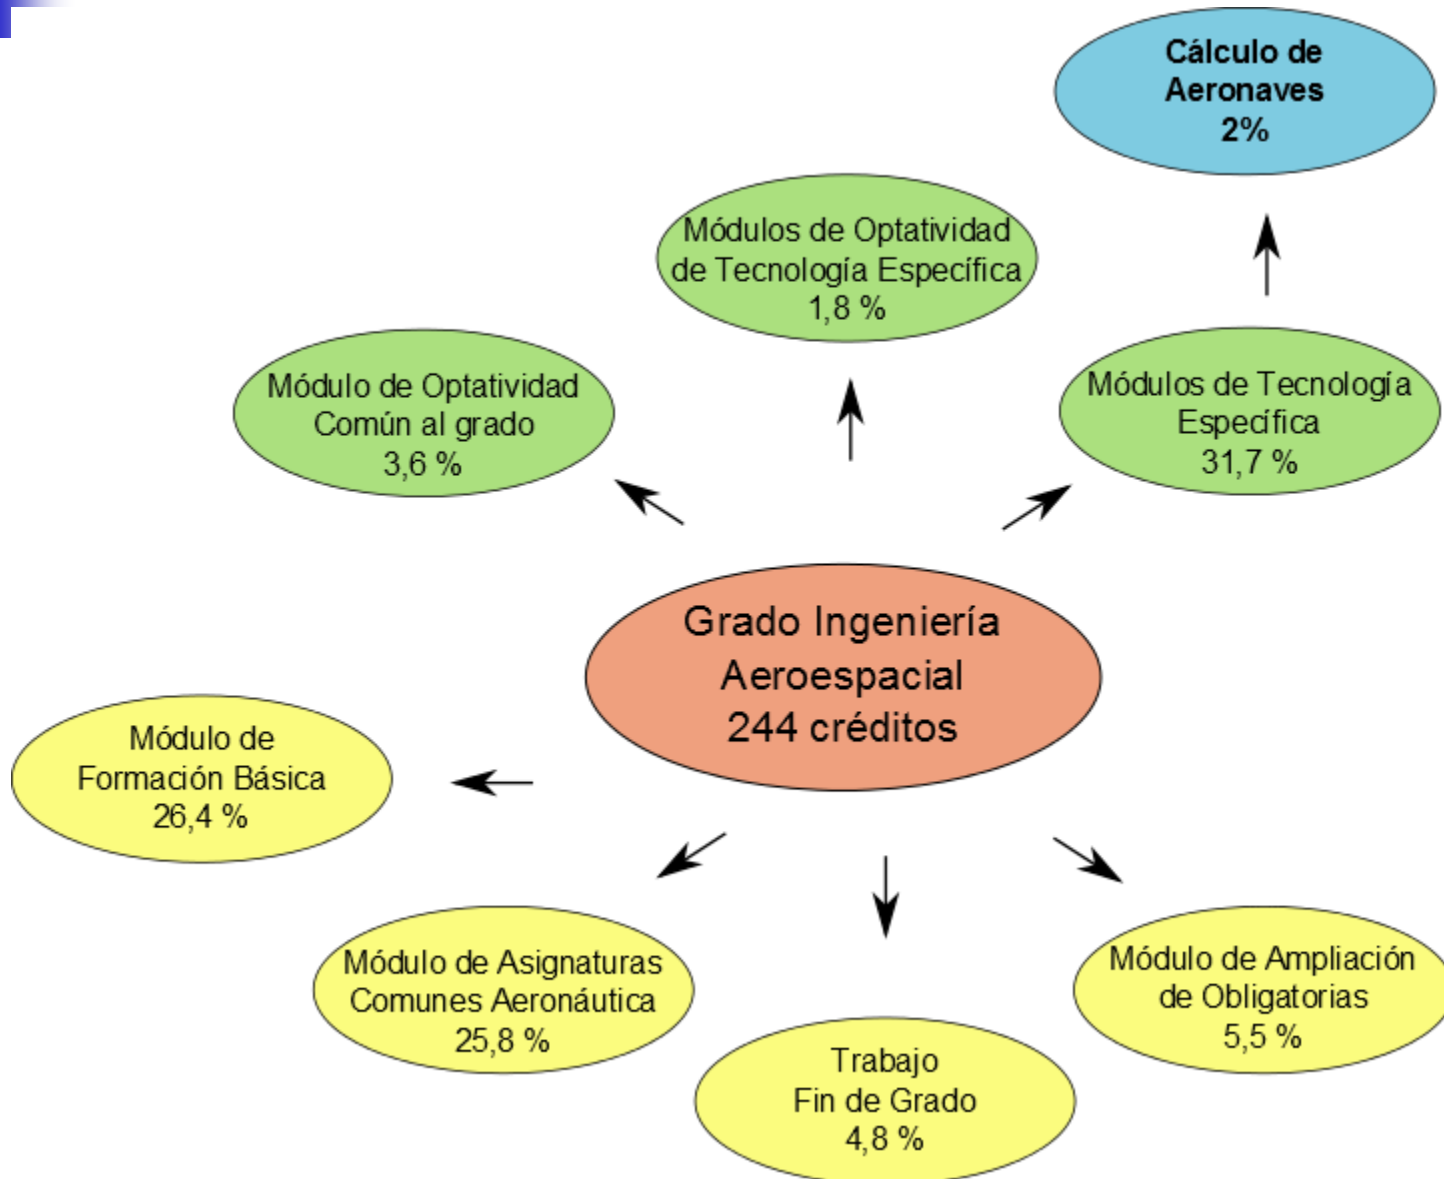 Cálculo de
Aeronaves
2%
Módulos de Optatividad
de Tecnología Específica
1,8 %
Módulo de Optatividad
Común al grado
3,6 %
Módulos de Tecnología
Específica
31,7 %
Grado Ingeniería
Aeroespacial
244 créditos
Módulo de
Formación Básica
26,4 %
Módulo de Asignaturas
Comunes Aeronáutica
25,8 %
Trabajo
Fin de Grado
4,8 %
Módulo de Ampliación
de Obligatorias
5,5 %